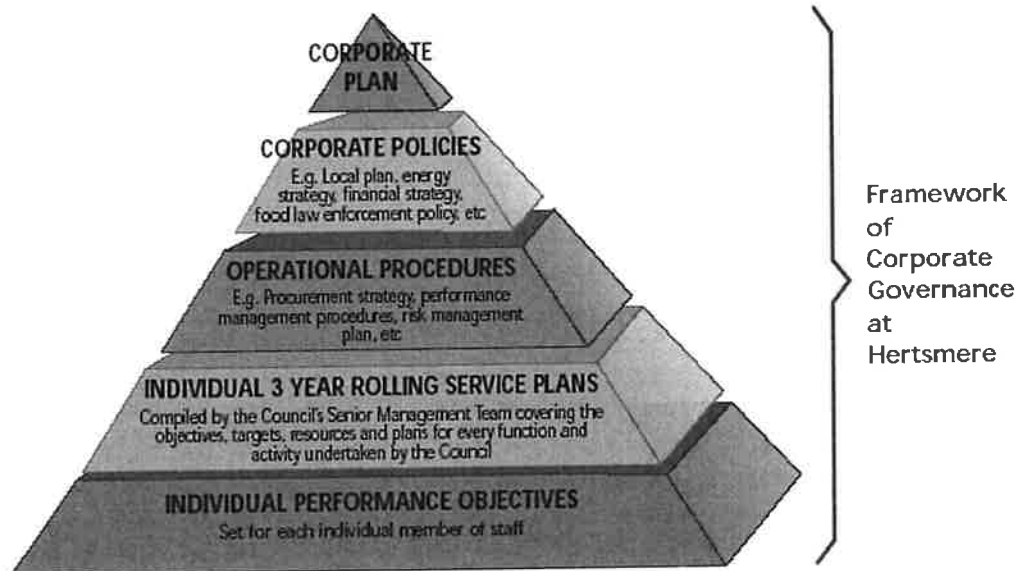 CORPORATE
PLAN
CORPORATE POLICIES
E.g. Local plan, energy
strategy, financial strategy,
food law enforcement policy, etc
OPERATIONAL PROCEDURES
E.g. Procurement strategy, performance
management procedures, risk management
plan, etc
INDIVIDUAL 3 YEAR ROLLING SERVICE PLANS
Compiled by the Council's Senior Management Team covering the
objectives, targets, resources and plans for every function and
activity undertaken by the Council
INDIVIDUAL PERFORMANCE OBJECTIVES
Set for each individual member of staff
Framework
of
Corporate
Governance
at
Hertsmere